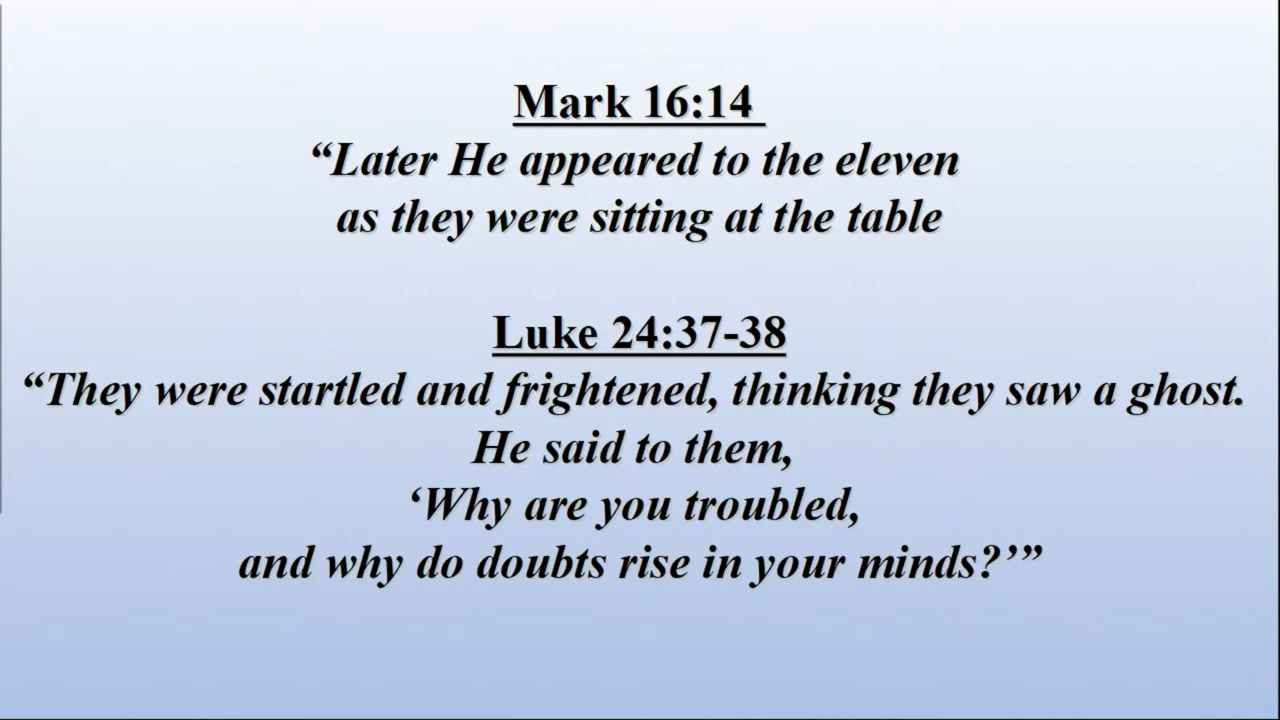 Mark 16:14
“Later He appeared to the eleven
as they were sitting at the table
Luke 24:37-38
“They were startled and frightened, thinking they saw a ghost.
He said to them,
‘Why are you troubled,
and why do doubts rise in your minds?’”